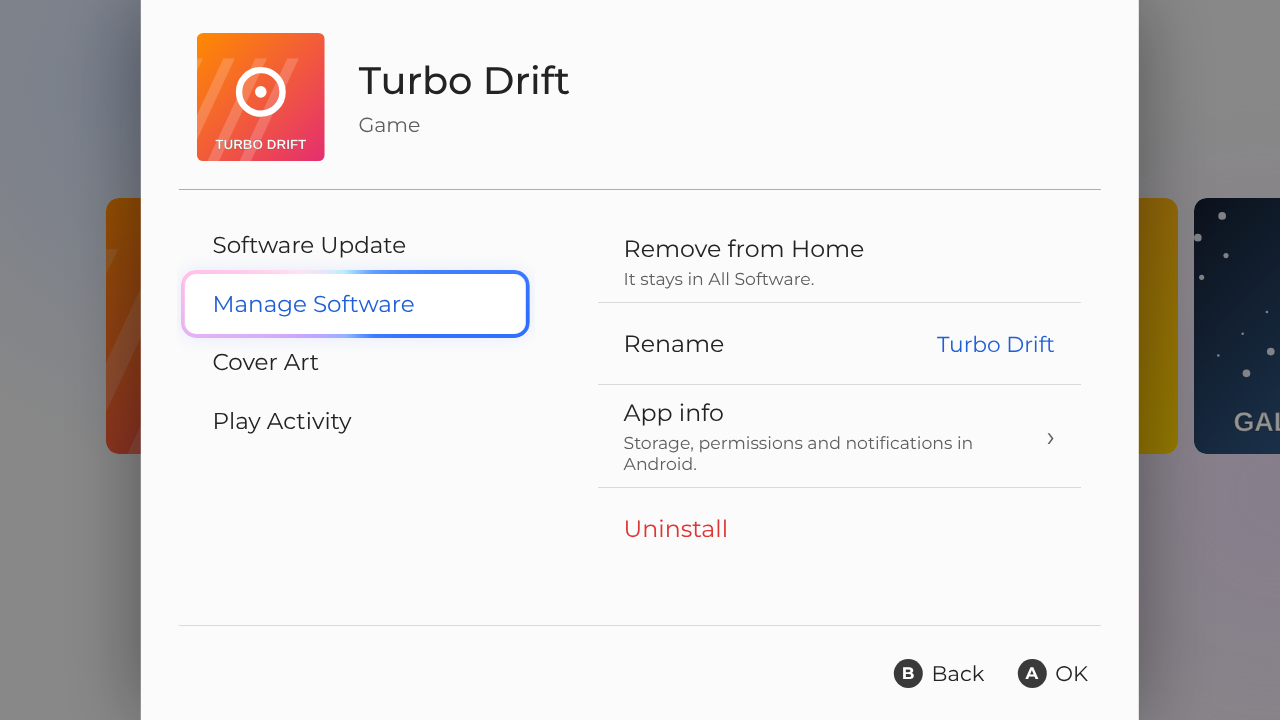 TURBO DRIFT
Turbo Drift
Game
Software Update
Manage Software
Cover Art
Play Activity
Remove from Home
It stays in All Software.
Rename
Turbo Drift
App info
Storage, permissions and notifications in
Android.
›
Uninstall
B Back
A OK